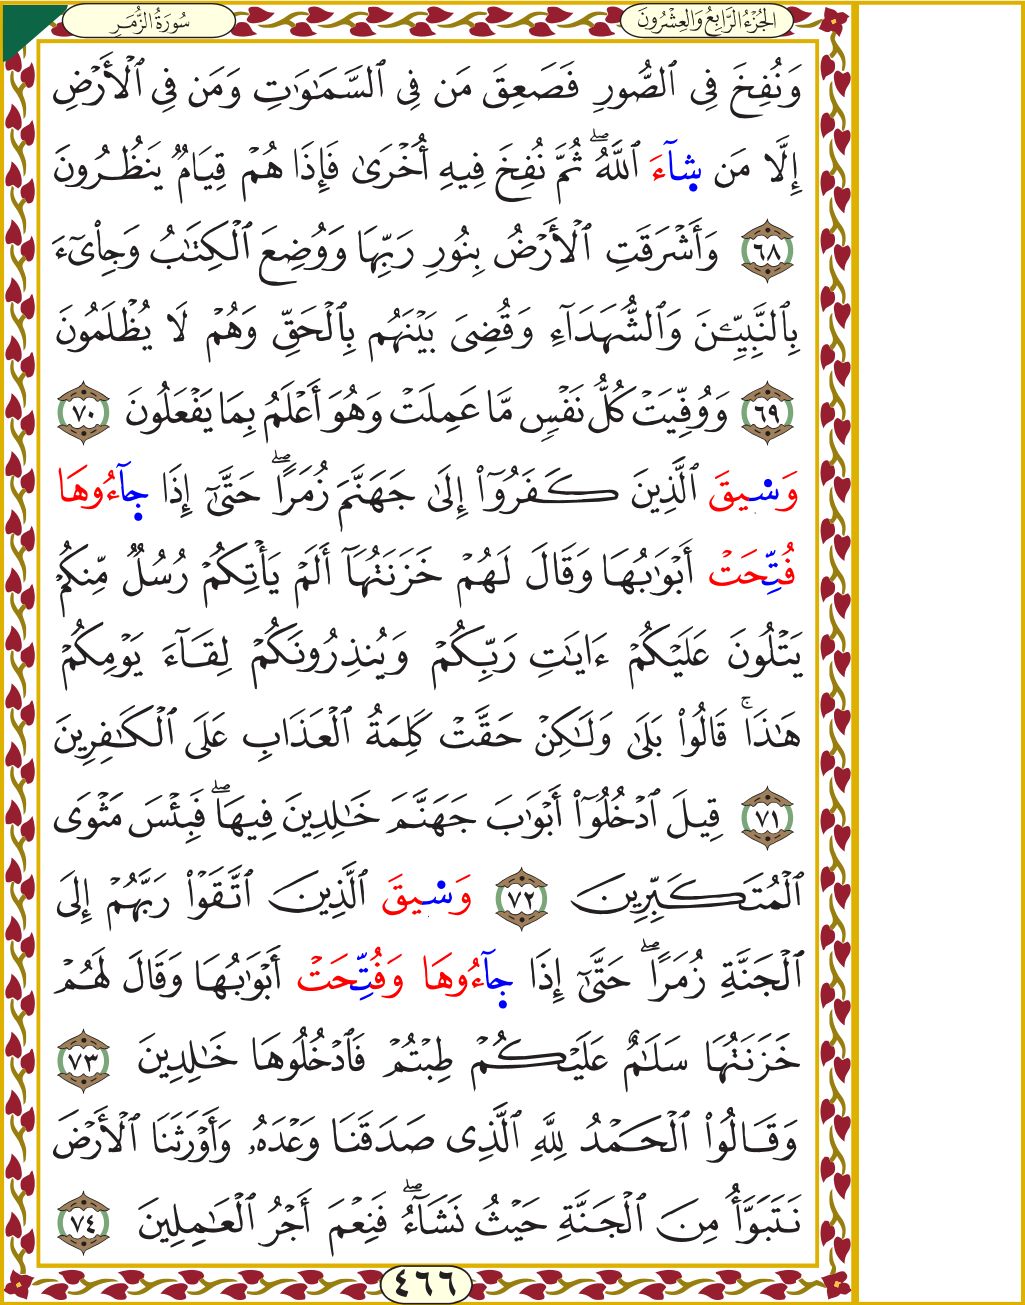 الجُزْءُ الرَّابِعُ وَالعِشْرُونَ
سُورَةُ الزُّمَر
وَنُفِخَ فِي ٱلصُّورِ فَصَعِقَ مَن فِي ٱلسَّمَٰوَٰتِ وَمَن فِي ٱلۡأَرۡضِ
إِلَّا مَن شِآءَ ٱللَّهُۖ ثُمَّ نُفِخَ فِيهِ أُخۡرَىٰ فَإِذَا هُمۡ قِيَامٞ يَنظُرُونَ
٦٨ وَأَشۡرَقَتِ ٱلۡأَرۡضُ بِنُورِ رَبِّهَا وَوُضِعَ ٱلۡكِتَٰبُ وَجِاْيٓءَ
بِٱلنَّبِيِّـۧنَ وَٱلشُّهَدَآءِ وَقُضِيَ بَيۡنَهُم بِٱلۡحَقِّ وَهُمۡ لَا يُظۡلَمُونَ
٦٩ وَوُفِّيَتۡ كُلُّ نَفۡسٖ مَّا عَمِلَتۡ وَهُوَ أَعۡلَمُ بِمَا يَفۡعَلُونَ ٧٠
وَسِيقَ ٱلَّذِينَ كَفَرُوٓاْ إِلَىٰ جَهَنَّمَ زُمَرًاۖ حَتَّىٰٓ إِذَا جِآءُوهَا
فُتِّحَتۡ أَبۡوَٰبُهَا وَقَالَ لَهُمۡ خَزَنَتُهَآ أَلَمۡ يَأۡتِكُمۡ رُسُلٞ مِّنكُمۡ
يَتۡلُونَ عَلَيۡكُمۡ ءَايَٰتِ رَبِّكُمۡ وَيُنذِرُونَكُمۡ لِقَآءَ يَوۡمِكُمۡ
هَٰذَاۚ قَالُواْ بَلَىٰ وَلَٰكِنۡ حَقَّتۡ كَلِمَةُ ٱلۡعَذَابِ عَلَى ٱلۡكَٰفِرِينَ
٧١ قِيلَ ٱدۡخُلُوٓاْ أَبۡوَٰبَ جَهَنَّمَ خَٰلِدِينَ فِيهَاۖ فَبِئۡسَ مَثۡوَى
ٱلۡمُتَكَبِّرِينَ ٧٢ وَسِيقَ ٱلَّذِينَ ٱتَّقَوۡاْ رَبَّهُمۡ إِلَى
ٱلۡجَنَّةِ زُمَرًاۖ حَتَّىٰٓ إِذَا جِآءُوهَا وَفُتِّحَتۡ أَبۡوَٰبُهَا وَقَالَ لَهُمۡ
خَزَنَتُهَا سَلَٰمٌ عَلَيۡكُمۡ طِبۡتُمۡ فَٱدۡخُلُوهَا خَٰلِدِينَ ٧٣
وَقَالُواْ ٱلۡحَمۡدُ لِلَّهِ ٱلَّذِي صَدَقَنَا وَعۡدَهُۥ وَأَوۡرَثَنَا ٱلۡأَرۡضَ
نَتَبَوَّأُ مِنَ ٱلۡجَنَّةِ حَيۡثُ نَشَآءُۖ فَنِعۡمَ أَجۡرُ ٱلۡعَٰمِلِينَ ٧٤
٤٦٦